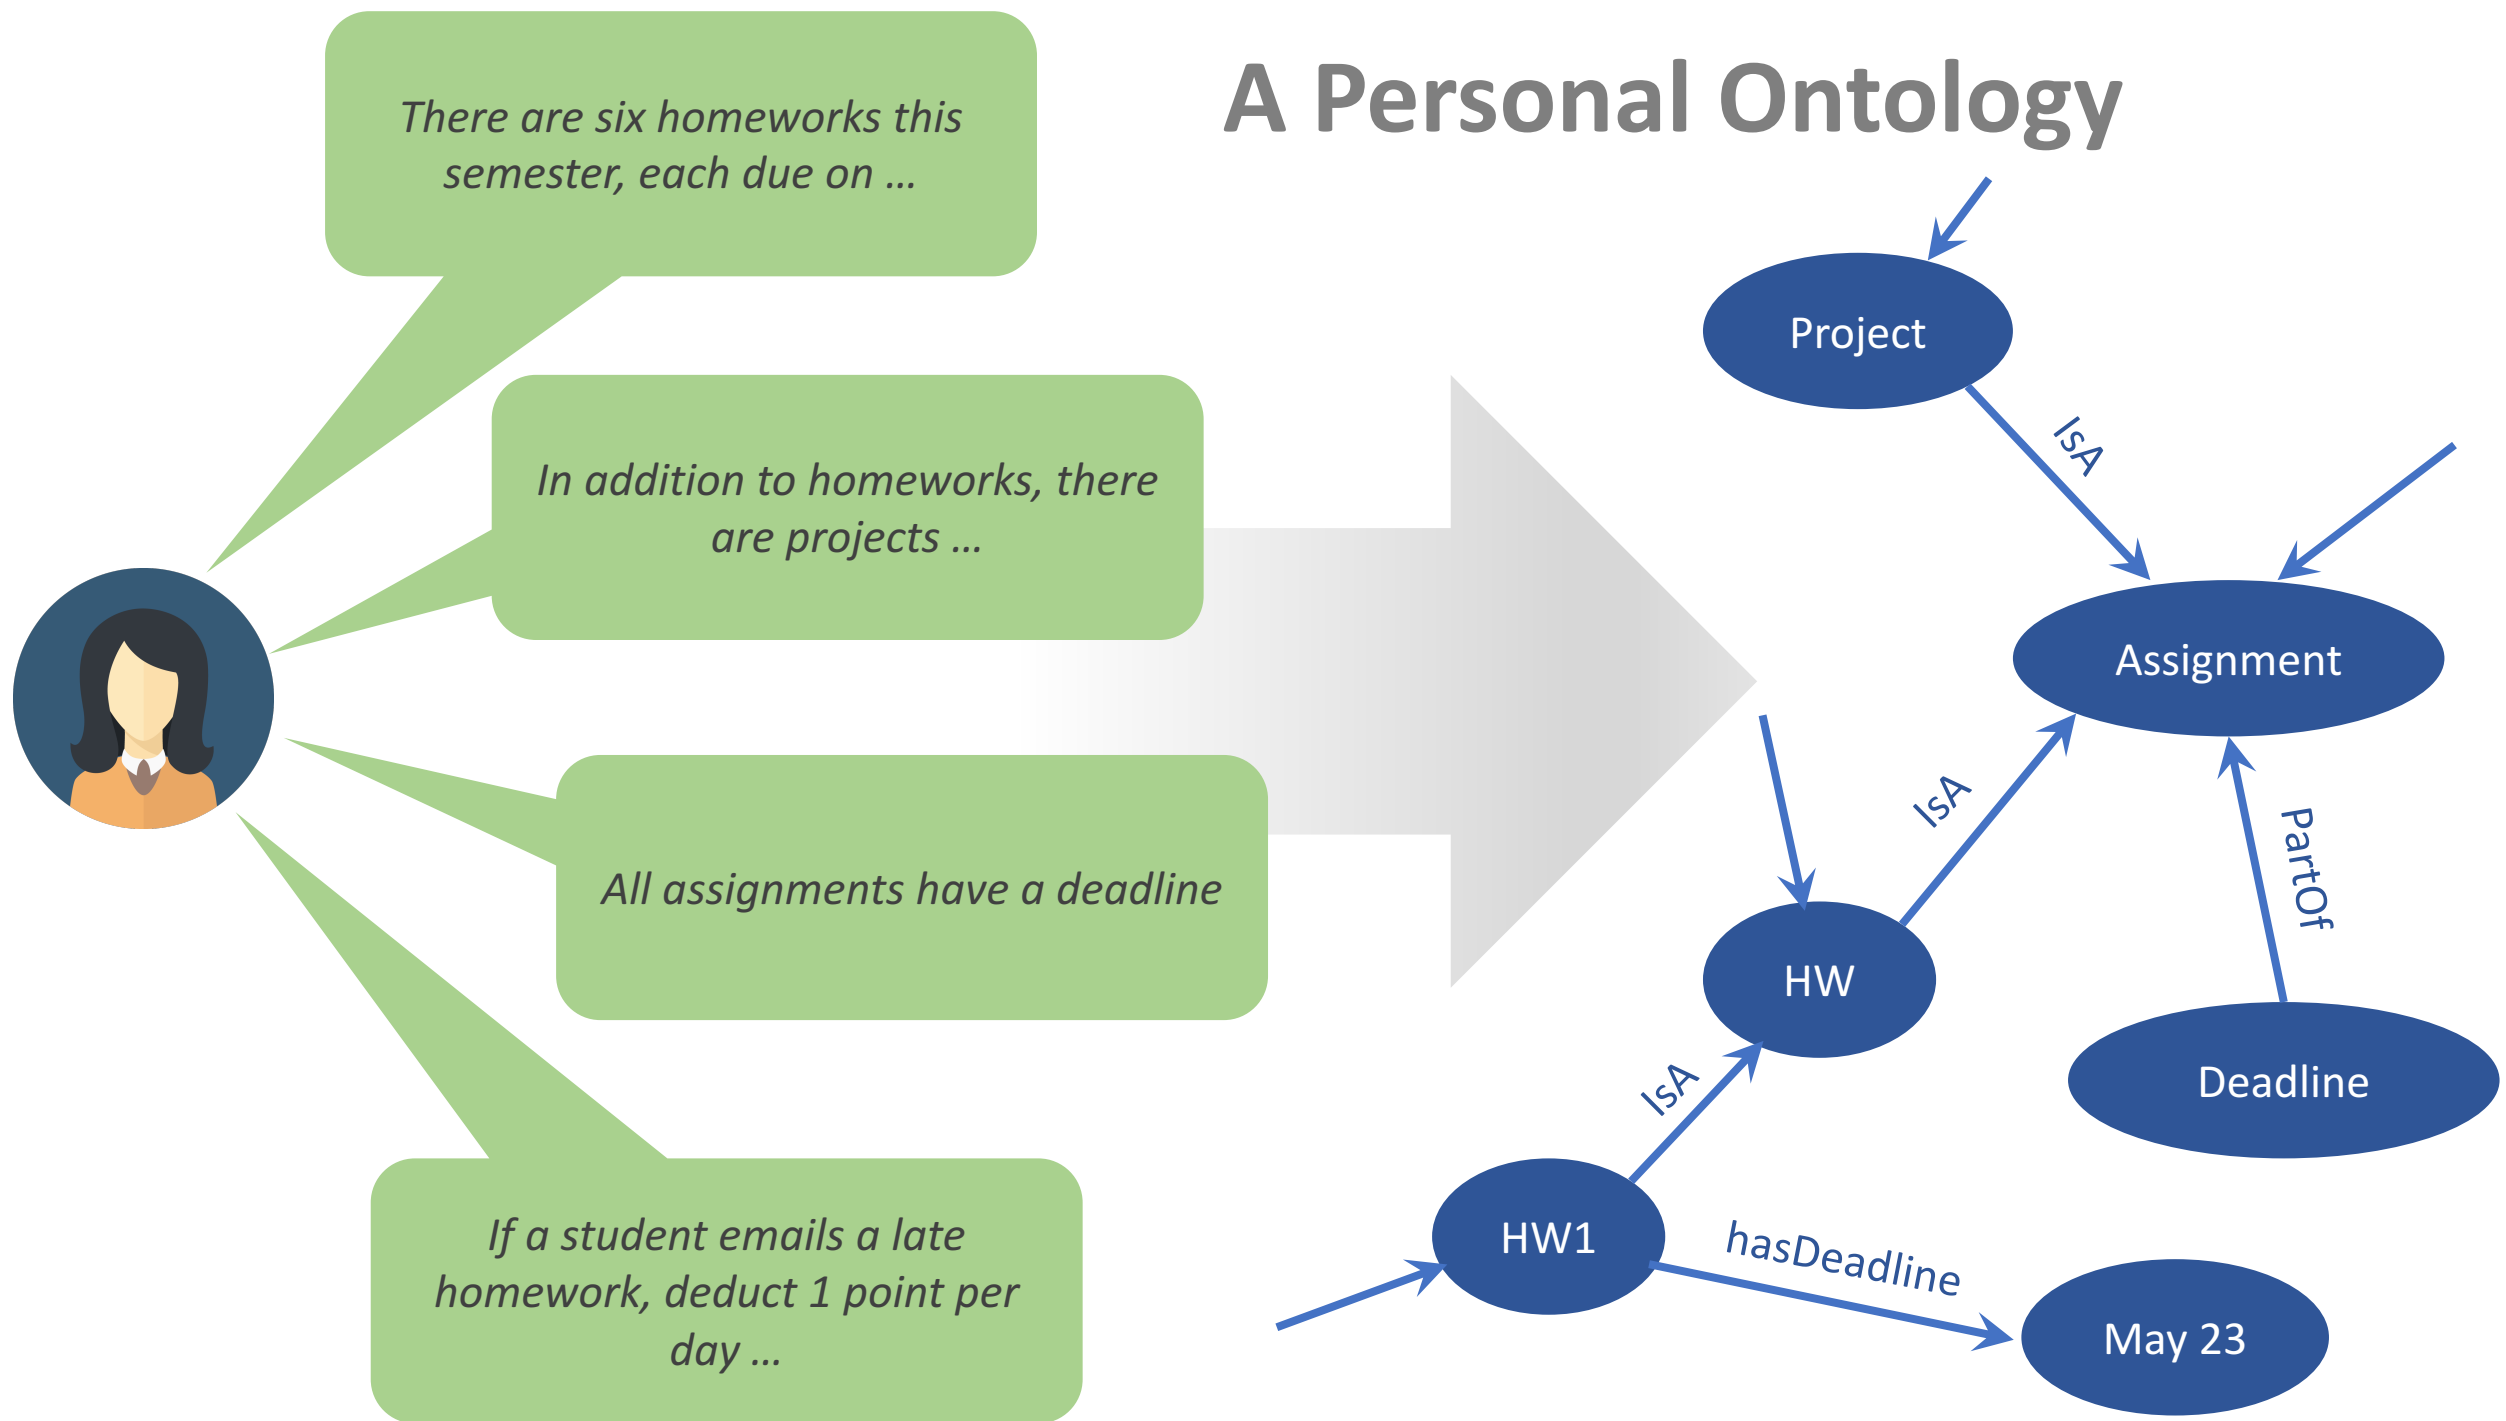 There are six homeworks this
semester, each due on ...
A Personal Ontology
In addition to homeworks, there
are projects ...
All assignments have a deadline
If a student emails a late
homework, deduct 1 point per
day ...
Project
IsA
Assignment
IsA
PartOf
HW
Deadline
IsA
HW1
hasDeadline
May 23